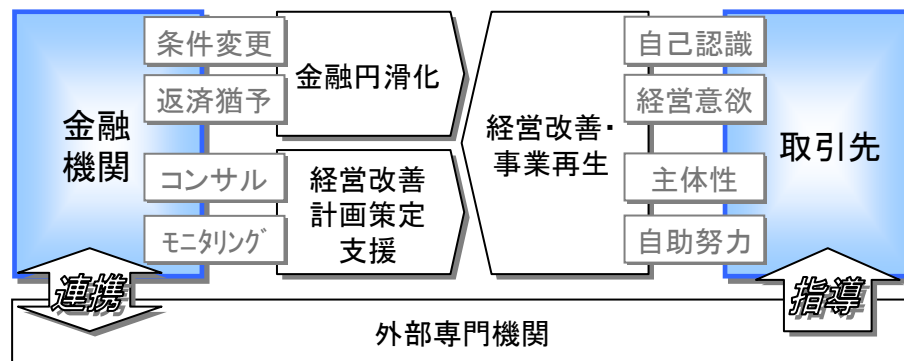 金融
機関
条件変更
返済猶予
コンサル
ﾓﾆﾀﾘﾝｸﾞ
金融円滑化
経営改善
計画策定
支援
経営改善・
事業再生
自己認識
経営意欲
主体性
自助努力
取引先
連携
指導
外部専門機関